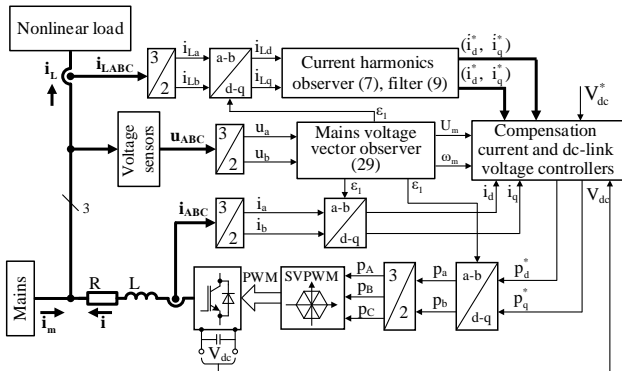 Nonlinear load
i_L
i_LABC
3
2
i_La
i_Lb
a-b
d-q
i_Ld
i_Lq
Current harmonics
observer (7), filter (9)
(i_d^*, i_q^*)
(i_d^*, i_q^*)
V_dc^*
ε_1
Voltage
sensors
u_ABC
3
2
u_a
u_b
Mains voltage
vector observer
(29)
U_m
ω_m
Compensation
current and dc-link
voltage controllers
ε_1
ε_1
3
i_ABC
3
2
i_a
i_b
a-b
d-q
i_d
i_q
V_dc
Mains
R
L
i_m
i
PWM
SVPWM
p_A
p_B
p_C
3
2
p_a
p_b
a-b
d-q
p_d^*
p_q^*
V_dc